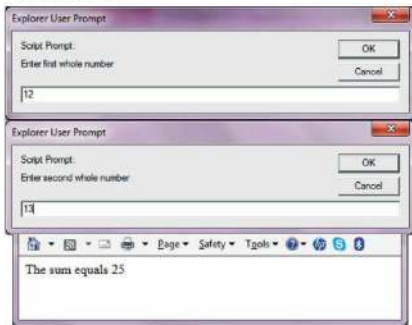 Explorer User Prompt
Script Prompt:
OK
Enter first whole number
Cancel
12
Explorer User Prompt
Script Prompt:
OK
Enter second whole number
Cancel
13
Page Safety Tools
The sum equals 25